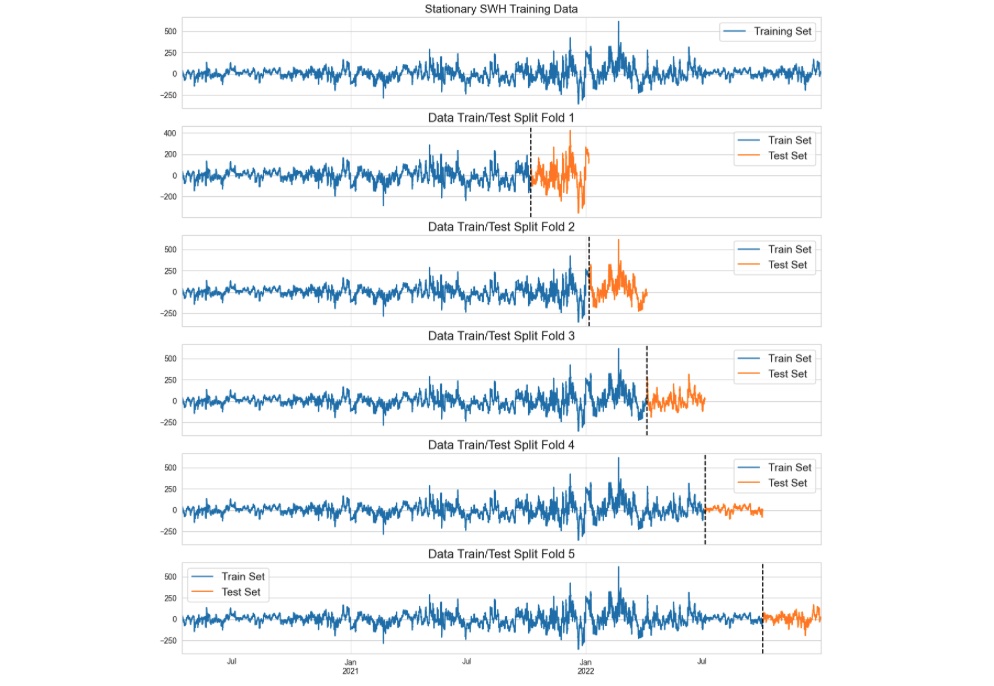 Stationary SWH Training Data
500
250
0
−250
Training Set
Data Train/Test Split Fold 1
400
200
0
−200
Train Set
Test Set
Data Train/Test Split Fold 2
500
250
0
−250
Train Set
Test Set
Data Train/Test Split Fold 3
500
250
0
−250
Train Set
Test Set
Data Train/Test Split Fold 4
500
250
0
−250
Train Set
Test Set
Data Train/Test Split Fold 5
500
250
0
−250
Train Set
Test Set
Jul
Jan
2021
Jul
Jan
2022
Jul